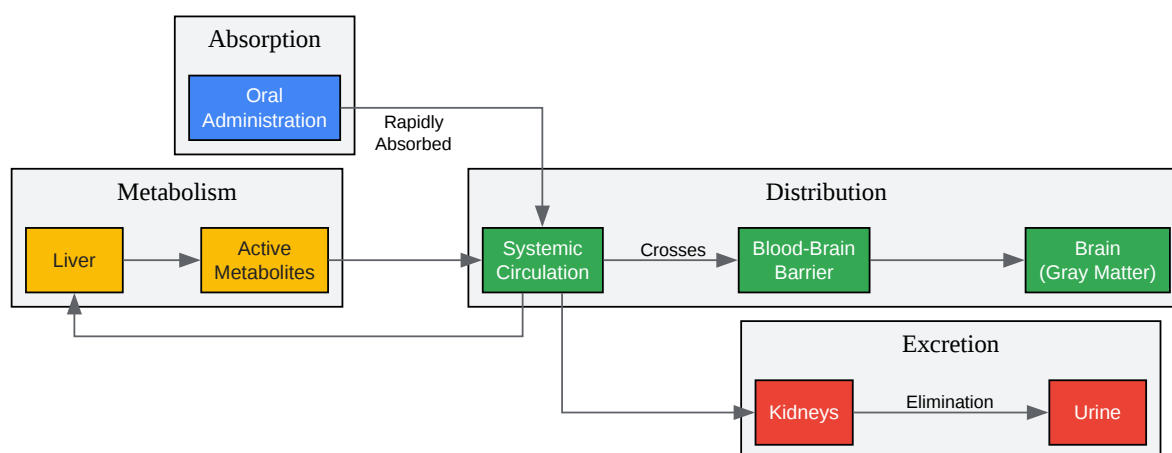 Absorption
Oral
Administration
Rapidly
Absorbed
Metabolism
Liver
Active
Metabolites
Distribution
Systemic
Circulation
Crosses
Blood-Brain
Barrier
Brain
(Gray Matter)
Excretion
Kidneys
Elimination
Urine